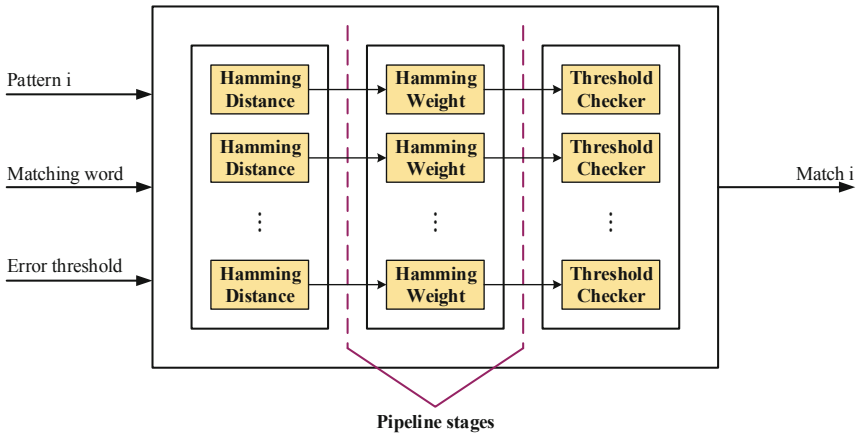 Pattern i
Matching word
Error threshold
Hamming
Distance
Hamming
Weight
Threshold
Checker
Hamming
Distance
Hamming
Weight
Threshold
Checker
⋮
⋮
⋮
Hamming
Distance
Hamming
Weight
Threshold
Checker
Match i
Pipeline stages